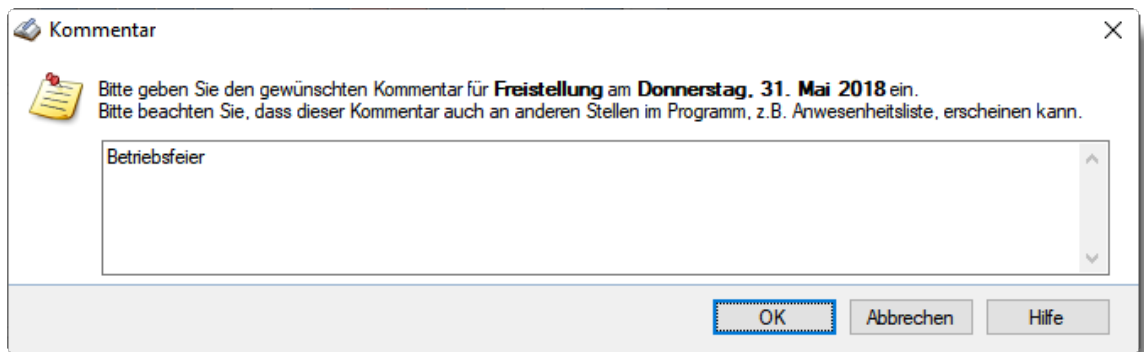 Kommentar
Bitte geben Sie den gewünschten Kommentar für Freistellung am Donnerstag, 31. Mai 2018 ein.
Bitte beachten Sie, dass dieser Kommentar auch an anderen Stellen im Programm, z.B. Anwesenheitsliste, erscheinen kann.
Betriebsfeier
OK Abbrechen Hilfe